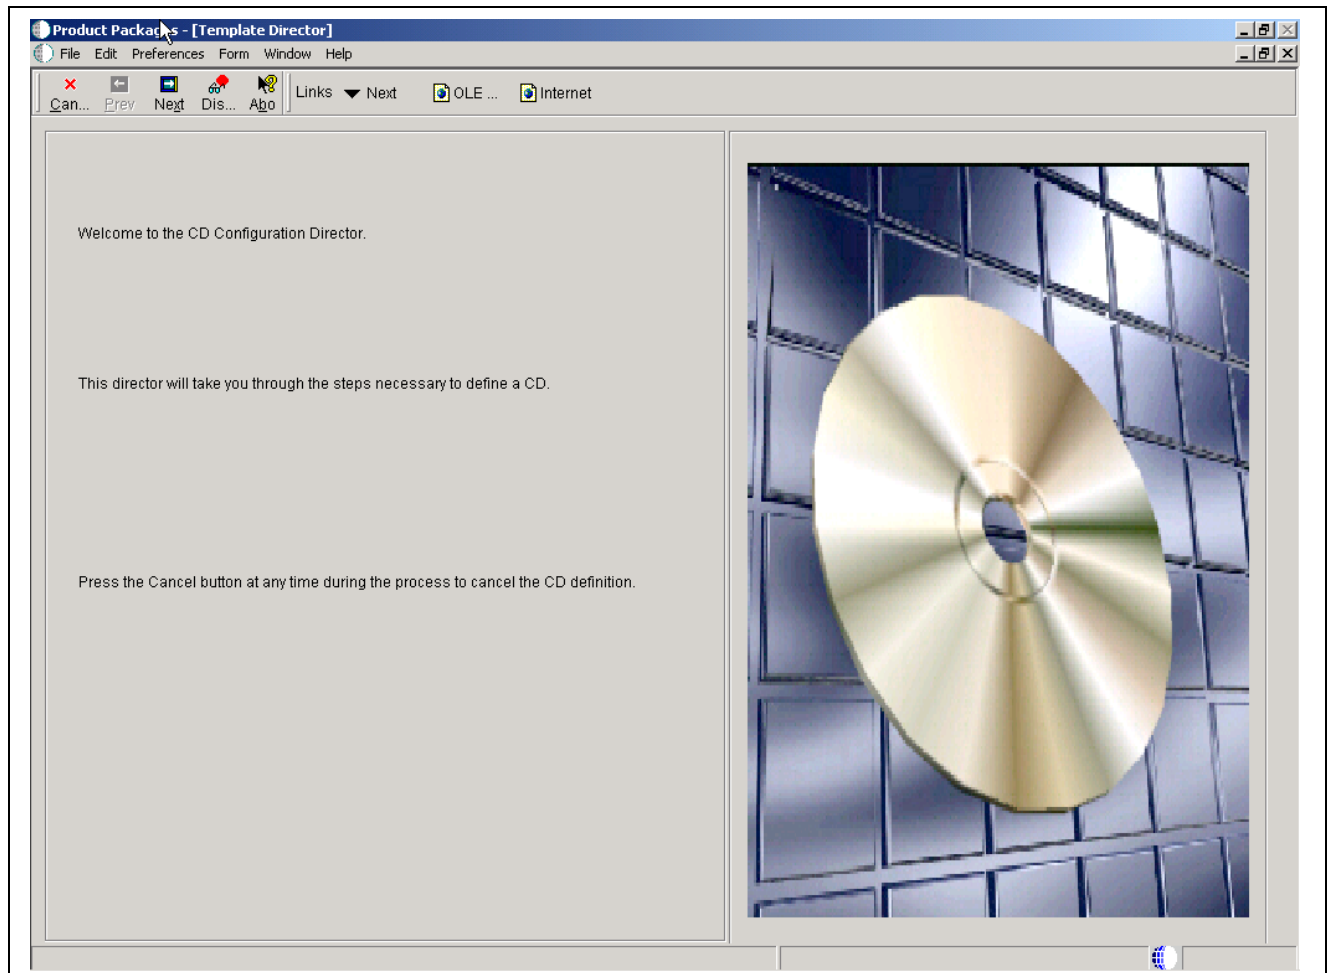 Product Packages - [Template Director]
File Edit Preferences Form Window Help
Can... Prev Next Dis... Abo Links Next OLE ... Internet
Welcome to the CD Configuration Director.
This director will take you through the steps necessary to define a CD.
Press the Cancel button at any time during the process to cancel the CD definition.